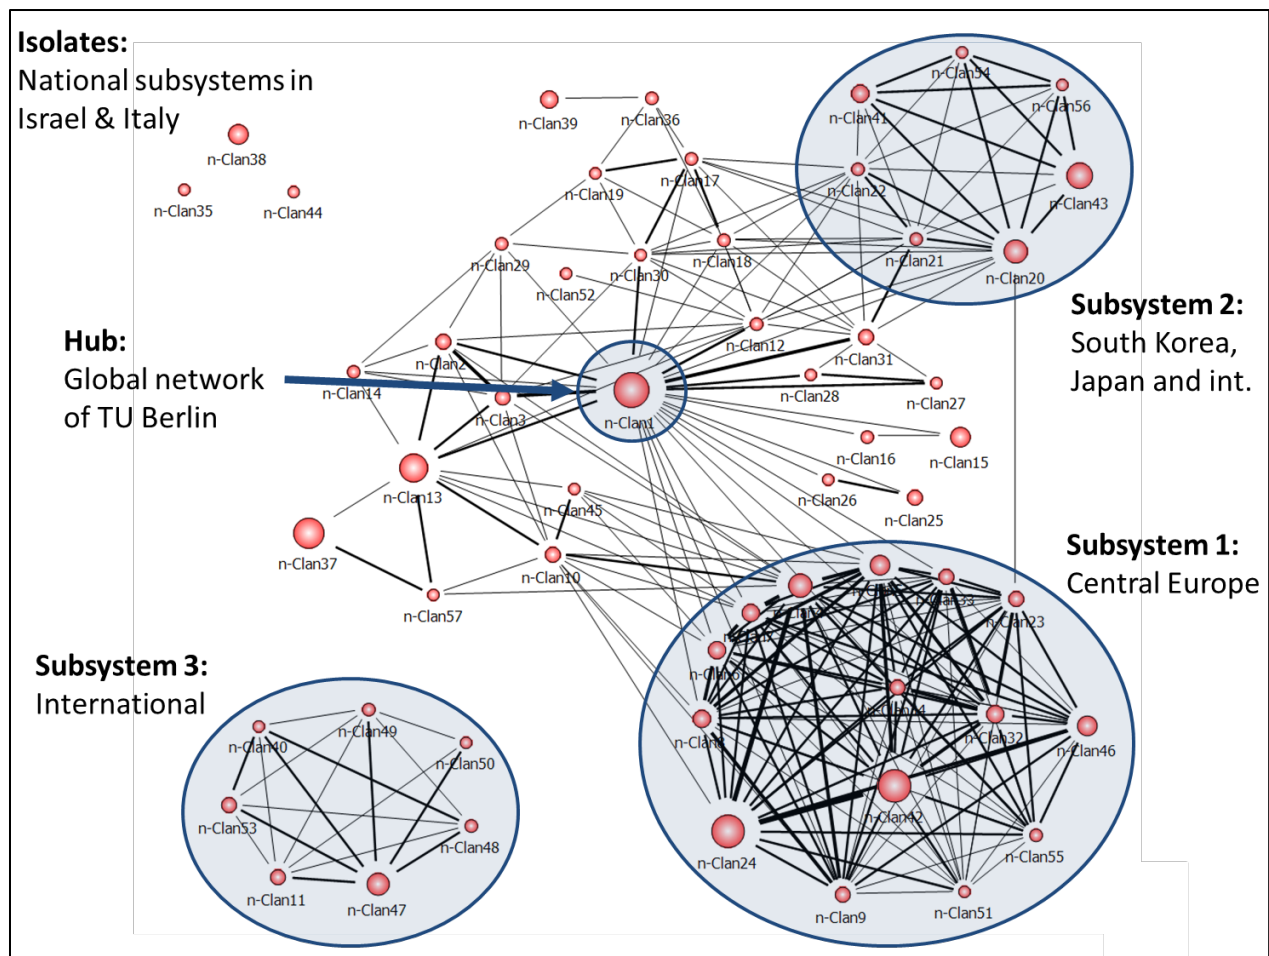 Isolates:
National subsystems in
Israel & Italy
n-Clan38
n-Clan35
n-Clan44
n-Clan39
n-Clan36
n-Clan19
n-Clan17
n-Clan54
n-Clan56
n-Clan41
n-Clan22
n-Clan43
n-Clan21
n-Clan20
n-Clan29
n-Clan30
n-Clan18
n-Clan52
Subsystem 2:
South Korea,
Japan and int.
Hub:
Global network
of TU Berlin
n-Clan2
n-Clan14
n-Clan3
n-Clan1
n-Clan12
n-Clan31
n-Clan28
n-Clan27
n-Clan16
n-Clan15
n-Clan26
n-Clan25
n-Clan13
n-Clan45
n-Clan37
n-Clan10
n-Clan57
Subsystem 1:
Central Europe
n-Clan23
n-Clan32
n-Clan46
n-Clan42
n-Clan24
n-Clan55
n-Clan9
n-Clan51
Subsystem 3:
International
n-Clan40
n-Clan49
n-Clan50
n-Clan53
n-Clan48
n-Clan11
n-Clan47